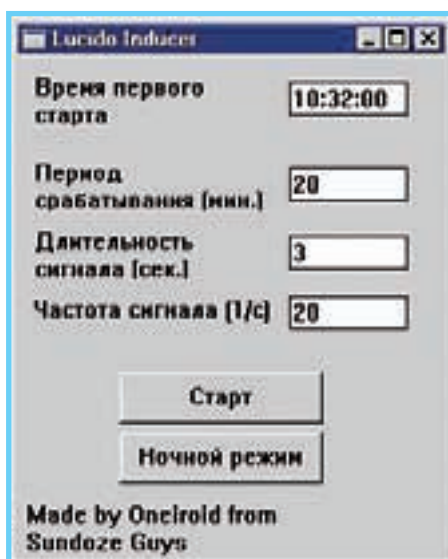 Lucido Inducer
Время первого
старта
10:32:00
Период
срабатывания (мин.)
20
Длительность
сигнала (сек.)
3
Частота сигнала (1/с)
20
Старт
Ночной режим
Made by Oneiroid from
Sundoze Guys